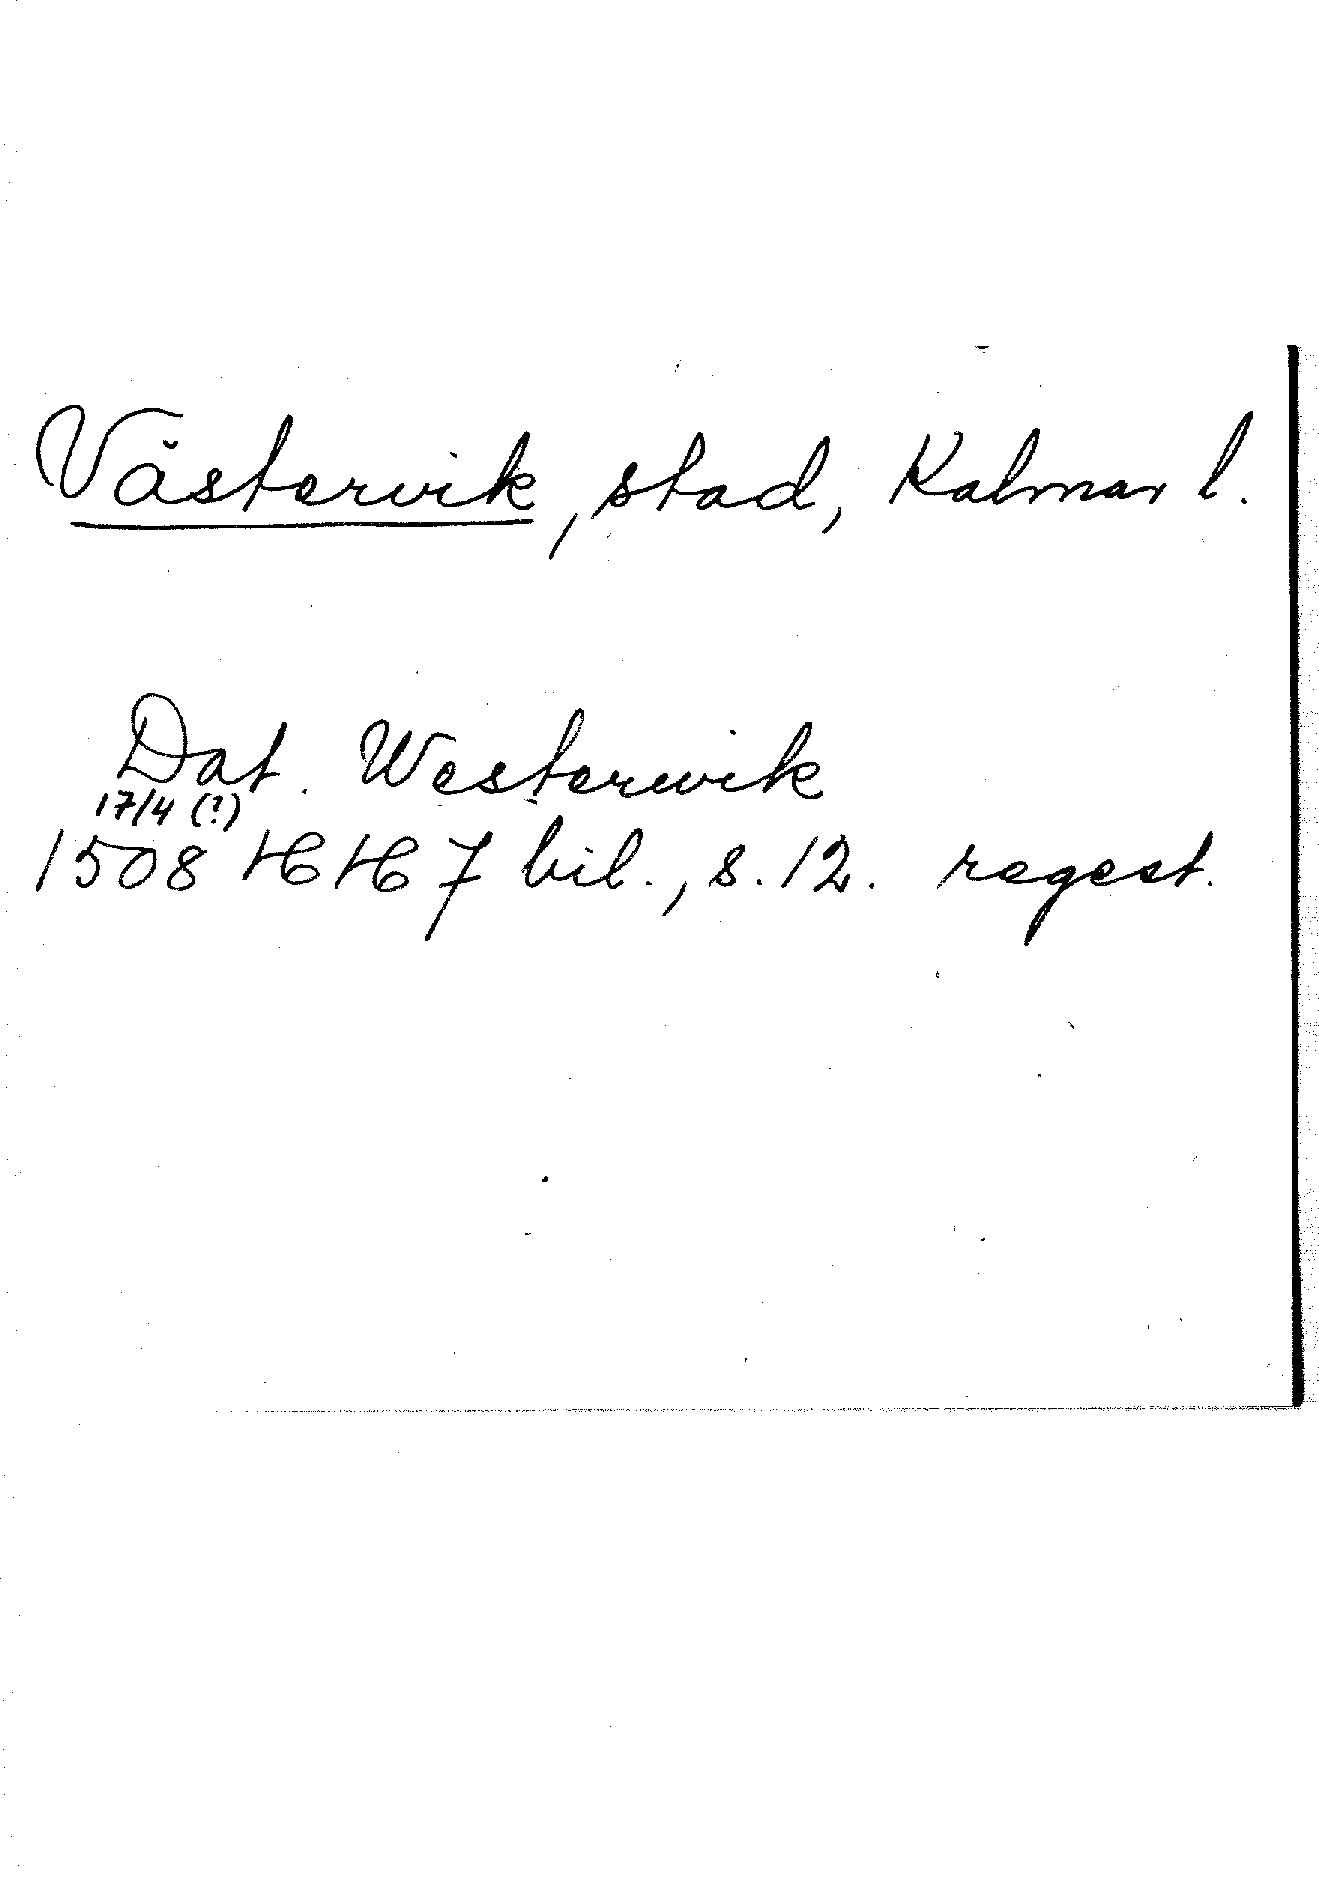 Västervik, stad, Kalmar l.
Dat. Westerwik
17/4 (?)
1508 HH 7 bil., s. 12. regest.